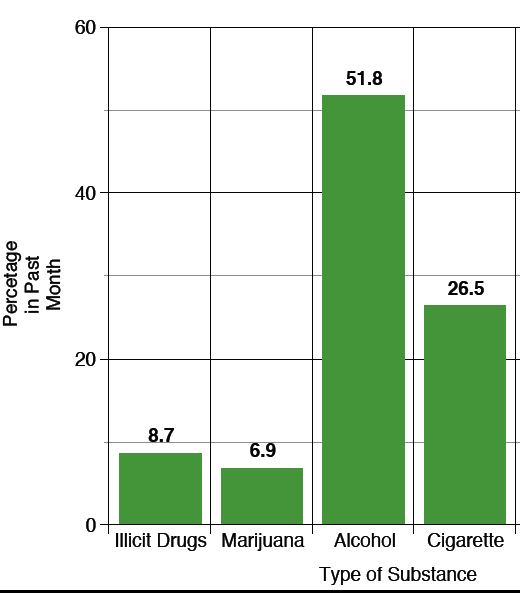 60
40
20
0
Percetage
in Past
Month
8.7
6.9
51.8
26.5
Illicit Drugs
Marijuana
Alcohol
Cigarette
Type of Substance